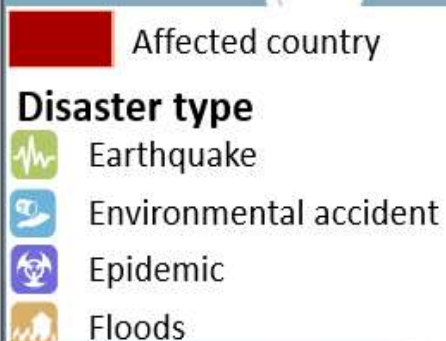 Affected country
Disaster type
Earthquake
Environmental accident
Epidemic
Floods